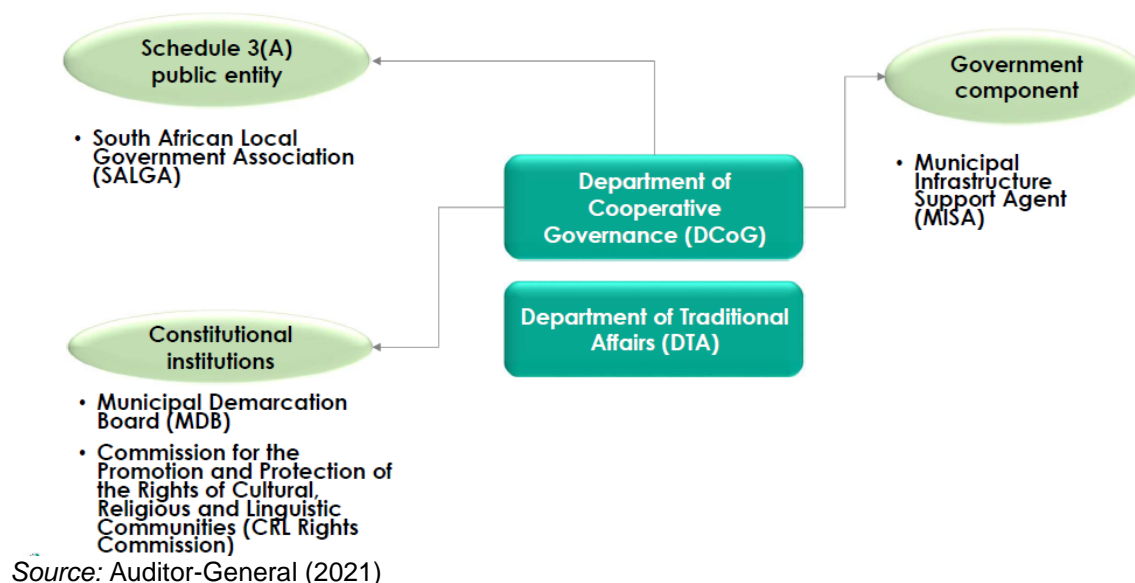 Schedule 3(A)
public entity
• South African Local
Government Association
(SALGA)
Government
component
• Municipal
Infrastructure
Support Agent
(MISA)
Department of
Cooperative
Governance (DCoG)
Department of Traditional
Affairs (DTA)
Constitutional
institutions
• Municipal Demarcation
Board (MDB)
• Commission for the
Promotion and Protection of
the Rights of Cultural,
Religious and Linguistic
Communities (CRL Rights
Commission)
Source: Auditor-General (2021)